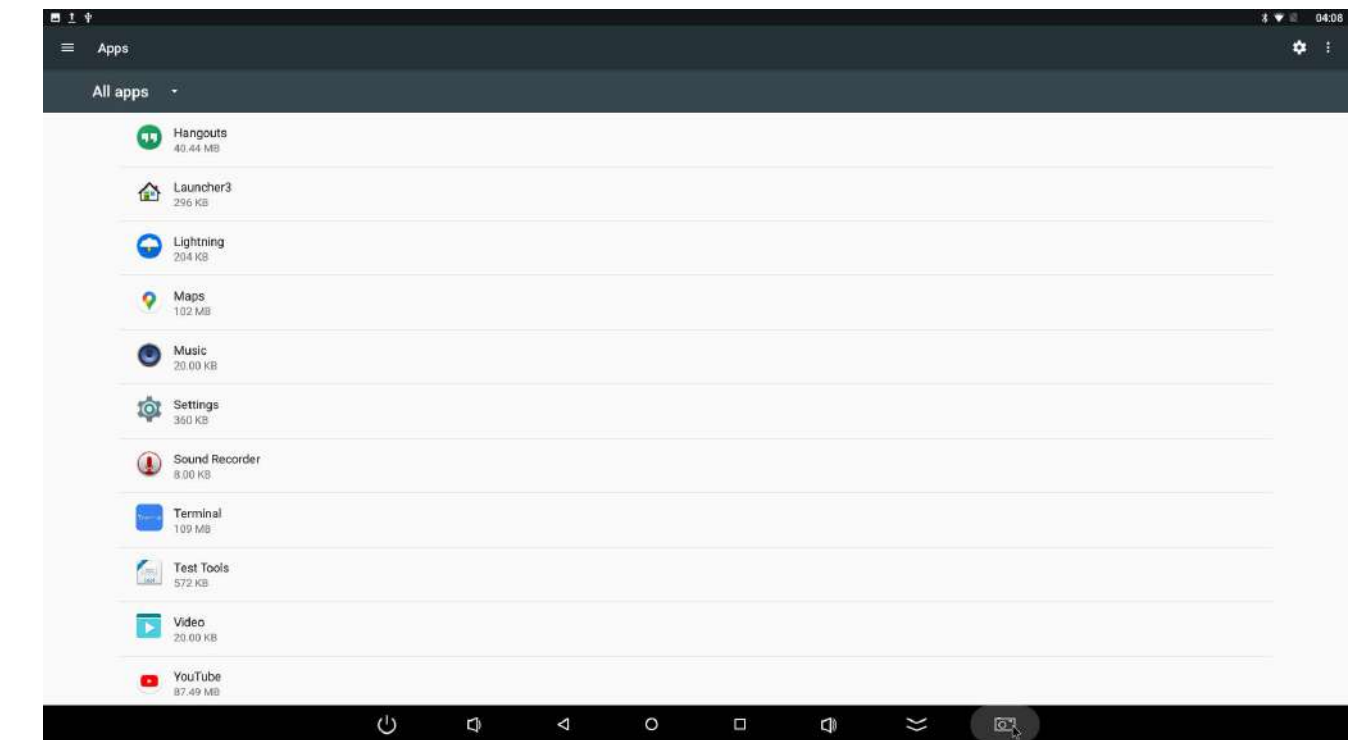 04:08
Apps
All apps
Hangouts
40.44 MB
Launcher3
296 KB
Lightning
204 KB
Maps
102 MB
Music
20.00 KB
Settings
360 KB
Sound Recorder
8.00 KB
Terminal
109 MB
Test Tools
572 KB
Video
20.00 KB
YouTube
87.49 MB